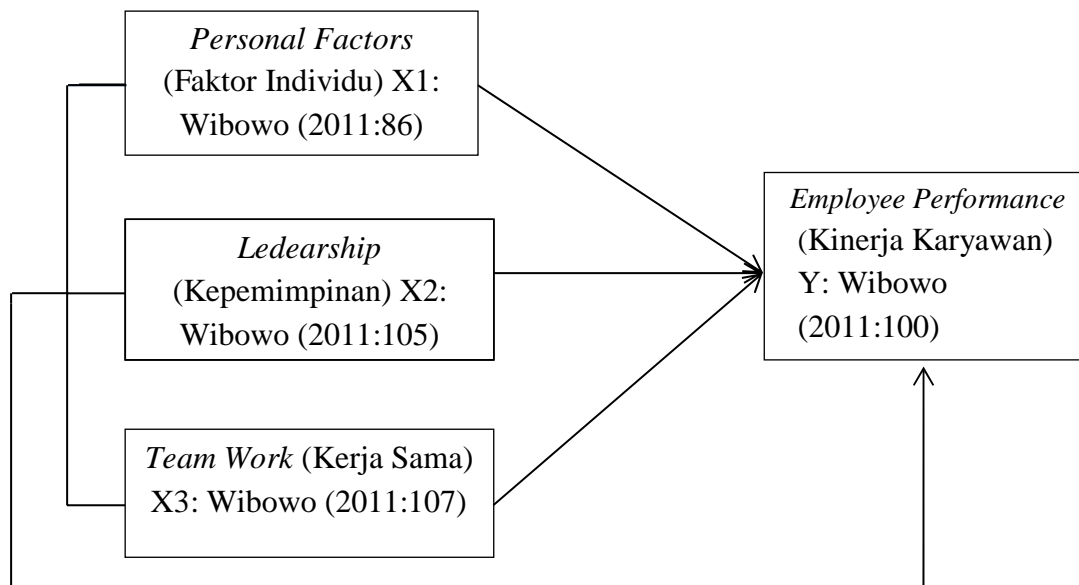 Personal Factors
(Faktor Individu) X1:
Wibowo (2011:86)
Ledearship
(Kepemimpinan) X2:
Wibowo (2011:105)
Team Work (Kerja Sama)
X3: Wibowo (2011:107)
Employee Performance
(Kinerja Karyawan)
Y: Wibowo
(2011:100)